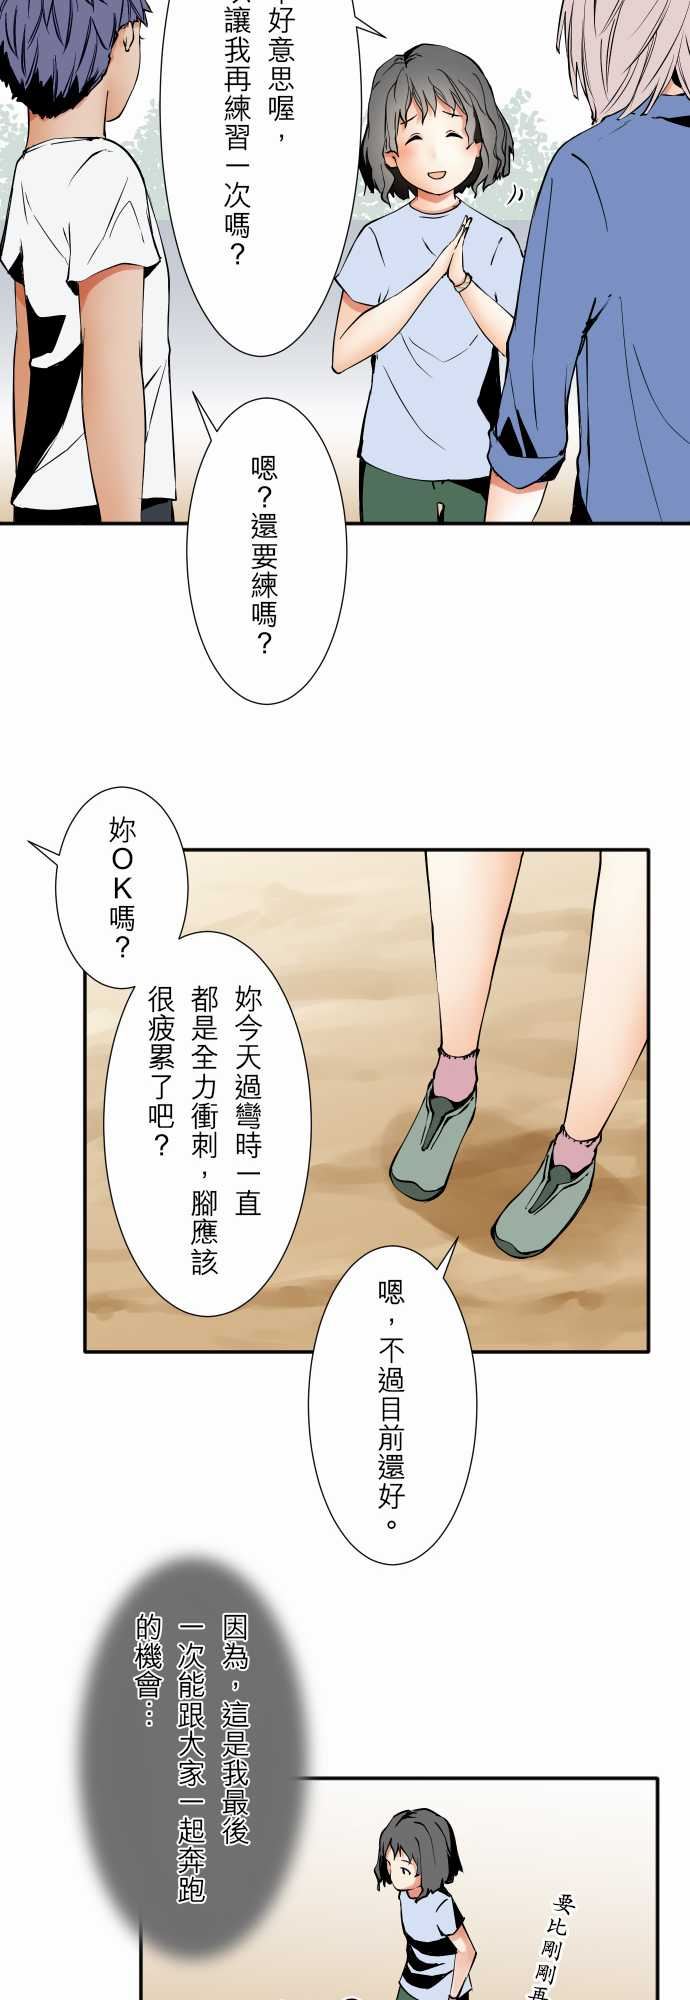 好意思喔，
讓我再練習一次嗎？
嗯？還要練嗎？
妳OK嗎？
妳今天過彎時一直
都是全力衝刺，腳應該
很疲累了吧？
嗯，不過目前還好。
因為，這是我最後
一次能跟大家一起奔跑
的機會…
要比剛剛再